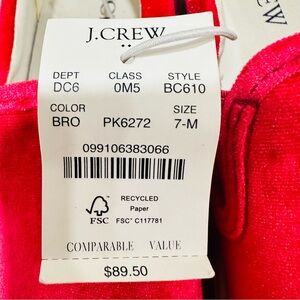 J.CREW
EW
DEPT CLASS STYLE
DC6 0M5 BC610
COLOR SIZE
BRO PK6272 7-M
099106383066
RECYCLED
Paper
FSC FSC® C117781
COMPARABLE VALUE
$89.50